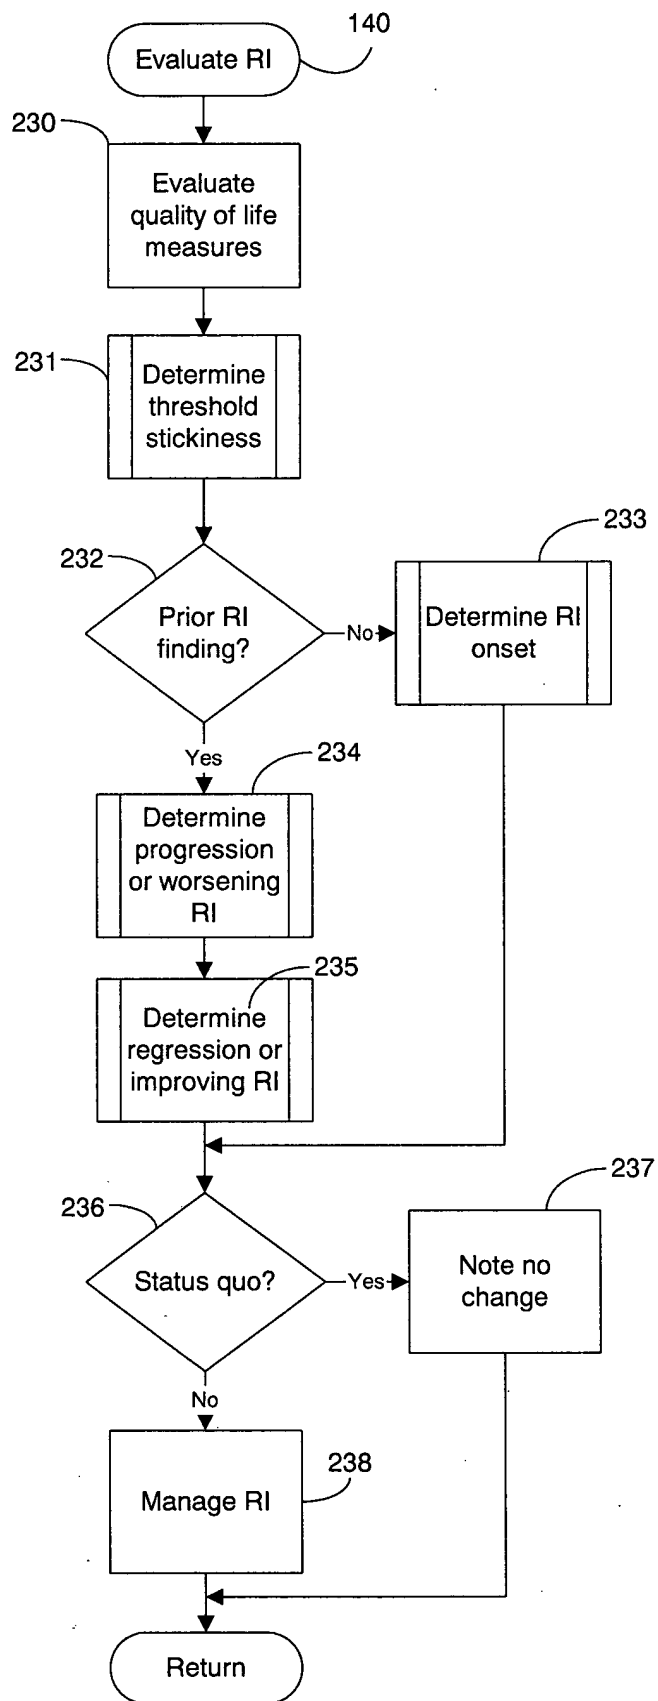 140
Evaluate RI
230
Evaluate
quality of life
measures
231
Determine
threshold
stickiness
232
Prior RI
finding?
No
233
Determine RI
onset
Yes
234
Determine
progression
or worsening
RI
235
Determine
regression or
improving RI
236
Status quo?
Yes
237
Note no
change
No
238
Manage RI
Return